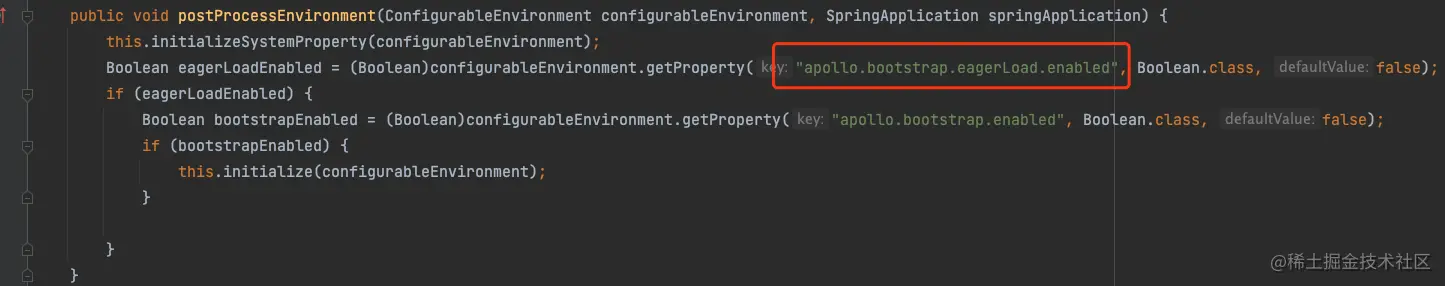 public void postProcessEnvironment(ConfigurableEnvironment configurableEnvironment, SpringApplication springApplication) {
this.initializeSystemProperty(configurableEnvironment);
Boolean eagerLoadEnabled = (Boolean)configurableEnvironment.getProperty( key: "apollo.bootstrap.eagerLoad.enabled", Boolean.class, defaultValue: false);
if (eagerLoadEnabled) {
Boolean bootstrapEnabled = (Boolean)configurableEnvironment.getProperty( key: "apollo.bootstrap.enabled", Boolean.class, defaultValue: false);
if (bootstrapEnabled) {
this.initialize(configurableEnvironment);
}
}
}
@稀土掘金技术社区